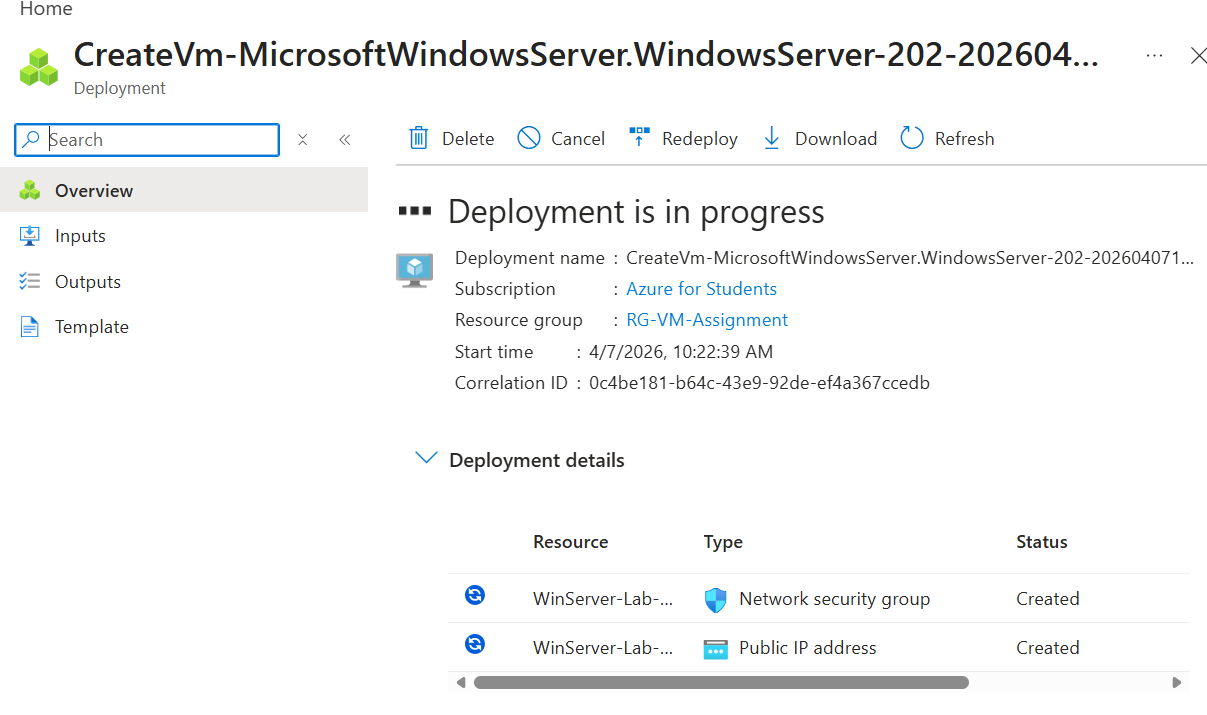 Home
CreateVm-MicrosoftWindowsServer.WindowsServer-202-202604...
Deployment
Search
Delete Cancel Redeploy Download Refresh
Overview
Inputs
Outputs
Template
Deployment is in progress
Deployment name : CreateVm-MicrosoftWindowsServer.WindowsServer-202-202604071...
Subscription : Azure for Students
Resource group : RG-VM-Assignment
Start time : 4/7/2026, 10:22:39 AM
Correlation ID : 0c4be181-b64c-43e9-92de-ef4a367ccedb
Deployment details
Resource Type Status
WinServer-Lab-... Network security group Created
WinServer-Lab-... Public IP address Created